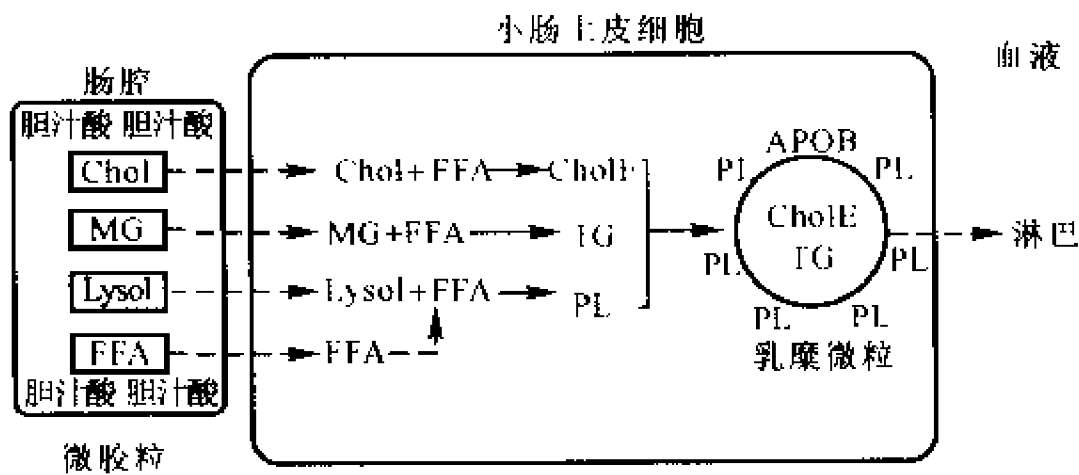 小肠上皮细胞
血液
肠腔
胆汁酸 胆汁酸
Chol
Chol+FFA
CholE
MG
MG+FFA
TG
Lysol
Lysol+FFA
PL
FFA
FFA
胆汁酸 胆汁酸
微胶粒
APOB
PL
PL
CholE
TG
PL
PL
PL
PL
乳糜微粒
淋巴